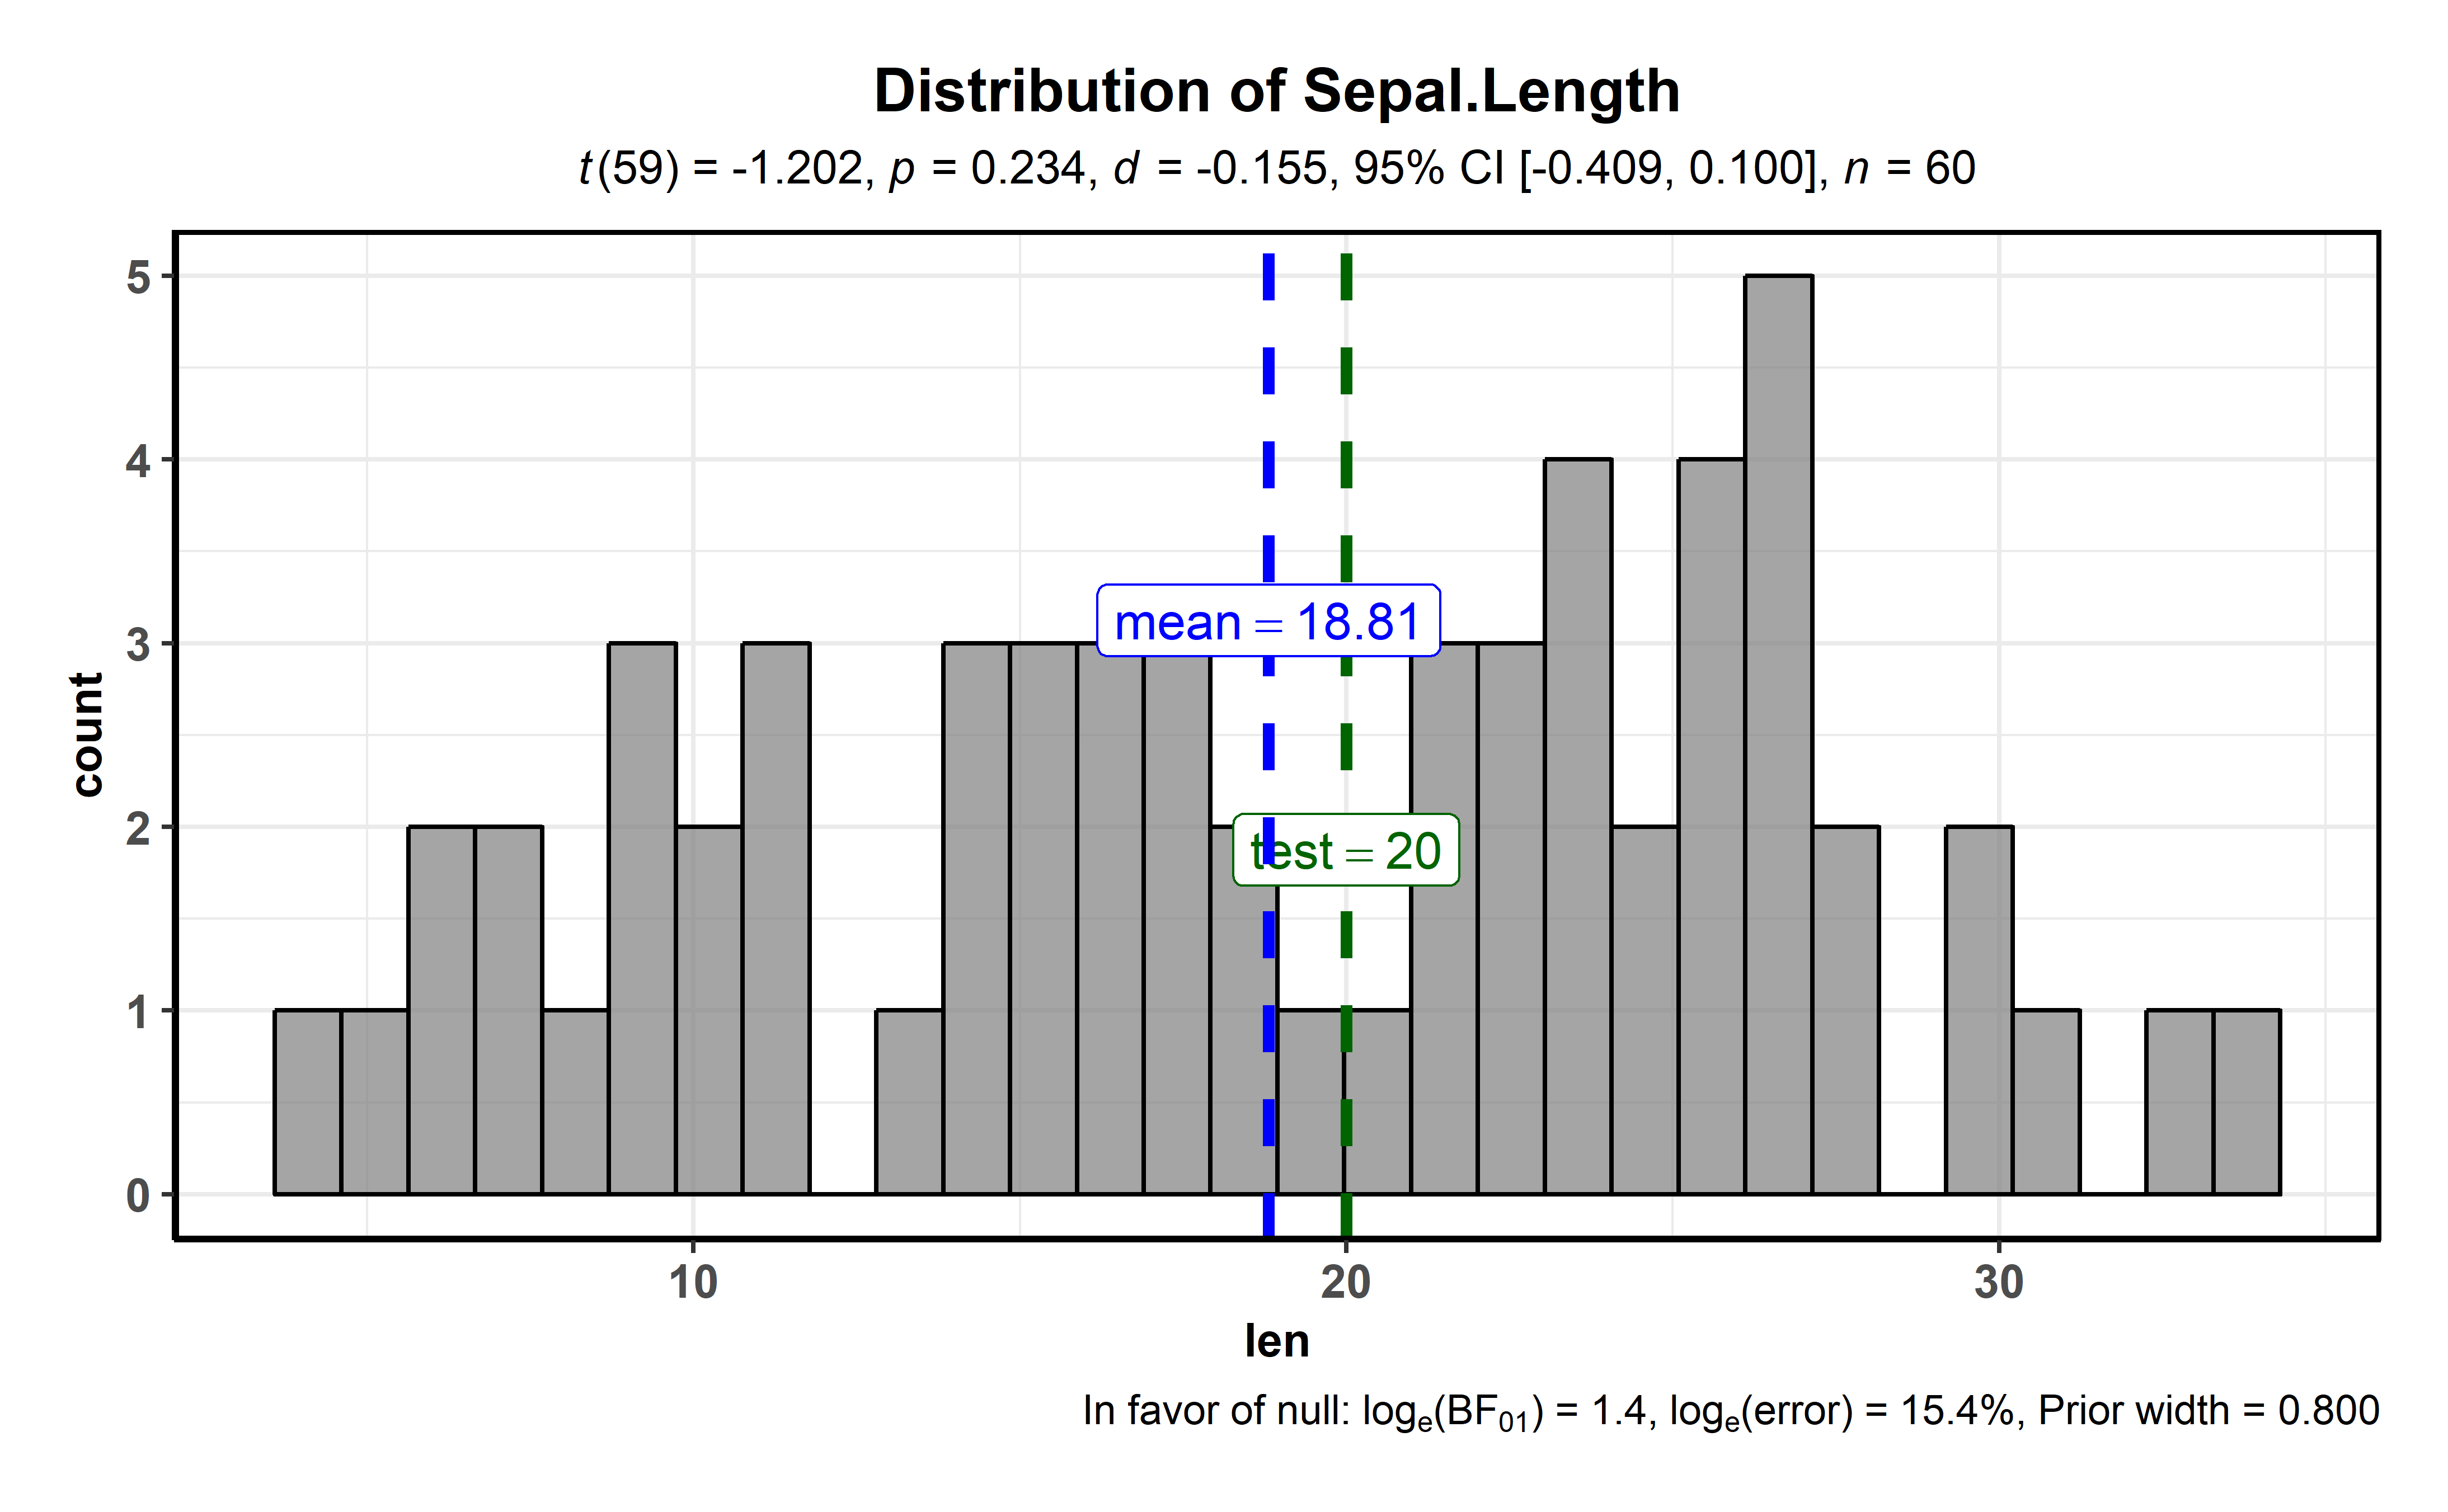 Distribution of Sepal.Length
t(59) = -1.202, p = 0.234, d = -0.155, 95% CI [-0.409, 0.100], n = 60
5
4
3
2
1
0
count
mean = 18.81
test = 20
10 20 30
len
In favor of null: logₑ(BF₀₁) = 1.4, logₑ(error) = 15.4%, Prior width = 0.800